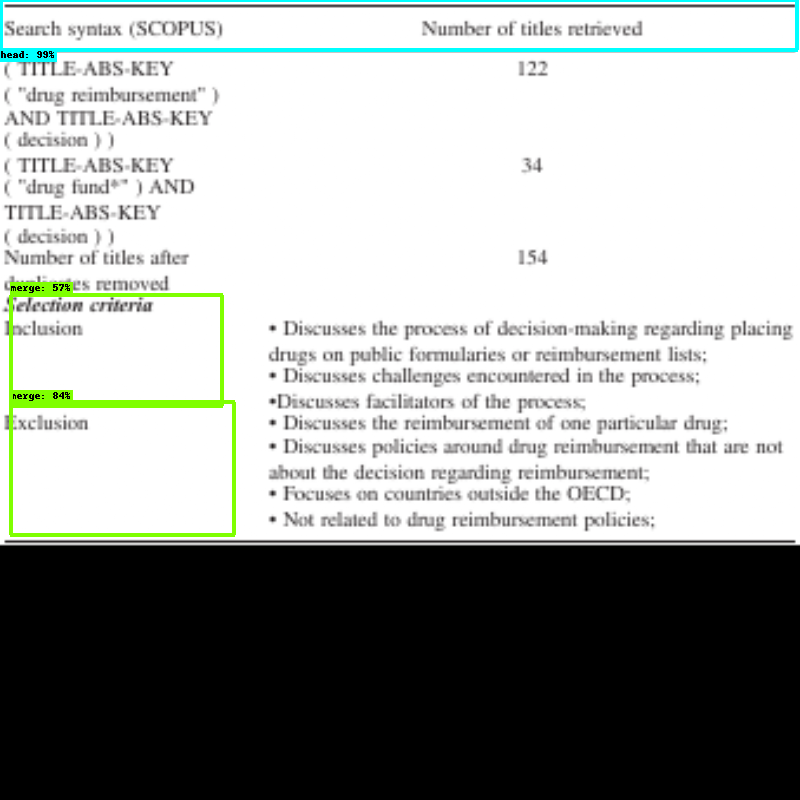 Search syntax (SCOPUS) Number of titles retrieved
head: 99%
( TITLE-ABS-KEY 122
( "drug reimbursement" )
AND TITLE-ABS-KEY
( decision ) )
( TITLE-ABS-KEY 34
( "drug fund*" ) AND
TITLE-ABS-KEY
( decision ) )
Number of titles after 154
duplicates removed
merge: 57%
Selection criteria
Inclusion • Discusses the process of decision-making regarding placing
drugs on public formularies or reimbursement lists;
• Discusses challenges encountered in the process;
merge: 84%
•Discusses facilitators of the process;
Exclusion • Discusses the reimbursement of one particular drug;
• Discusses policies around drug reimbursement that are not
about the decision regarding reimbursement;
• Focuses on countries outside the OECD;
• Not related to drug reimbursement policies;